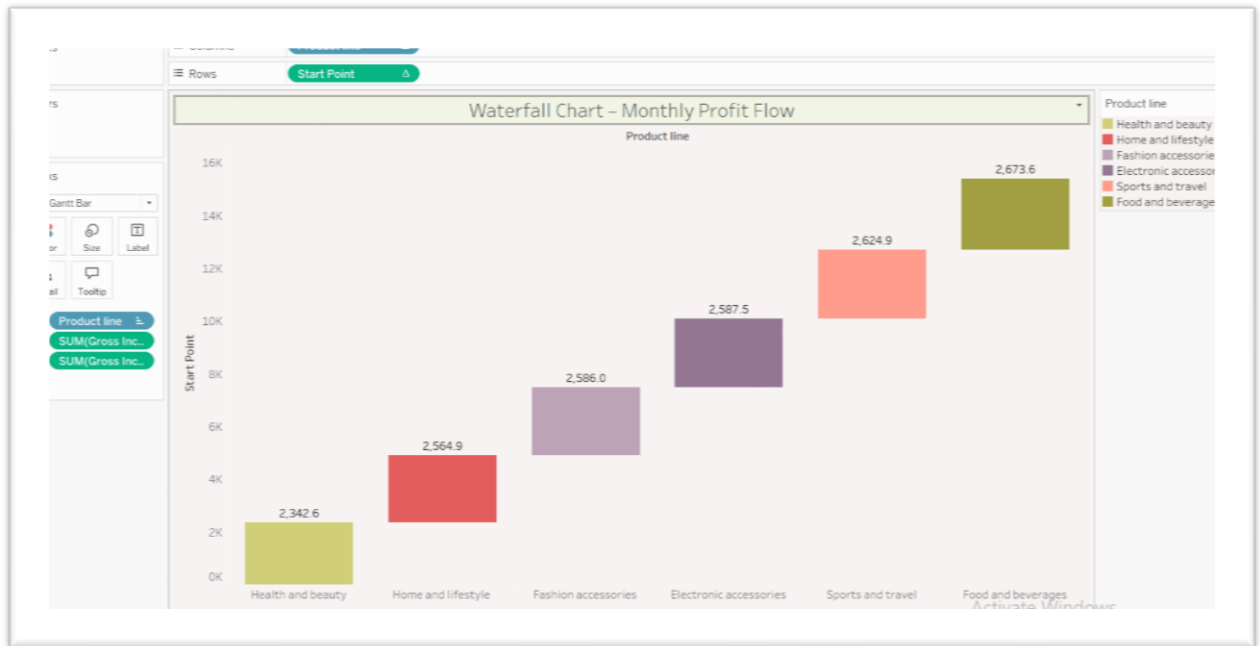 Rows Start Point
Waterfall Chart – Monthly Profit Flow
Product line
16K
14K
12K
10K
8K
6K
4K
2K
0K
Start Point
2,342.6
2,564.9
2,586.0
2,587.5
2,624.9
2,673.6
Health and beauty Home and lifestyle Fashion accessories Electronic accessories Sports and travel Food and beverages
Product line
Health and beauty
Home and lifestyle
Fashion accessorie
Electronic accessor
Sports and travel
Food and beverage
Gantt Bar
Size Label
Tooltip
Product line
SUM(Gross Inc..
SUM(Gross Inc..
Activate Windows